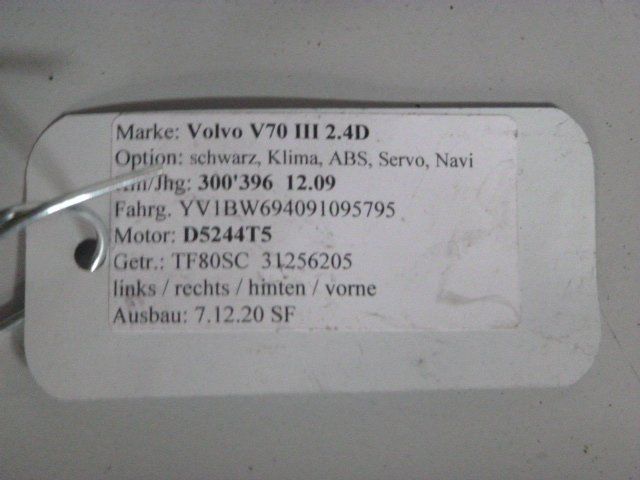 Marke: Volvo V70 III 2.4D
Option: schwarz, Klima, ABS, Servo, Navi
Km/Jhg: 300'396 12.09
Fahrg. YV1BW694091095795
Motor: D5244T5
Getr.: TF80SC 31256205
links / rechts / hinten / vorne
Ausbau: 7.12.20 SF